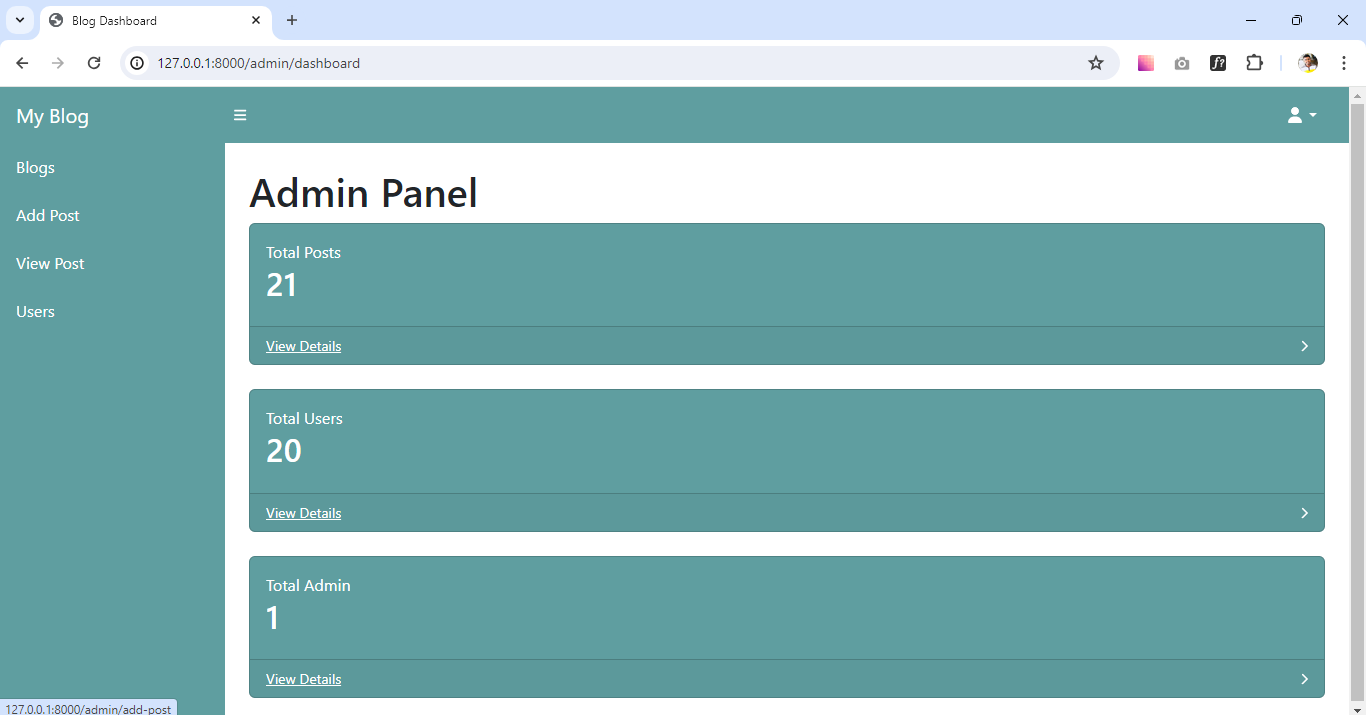 Blog Dashboard
127.0.0.1:8000/admin/dashboard
My Blog
Blogs
Add Post
View Post
Users
Admin Panel
Total Posts
21
View Details
Total Users
20
View Details
Total Admin
1
View Details
127.0.0.1:8000/admin/add-post